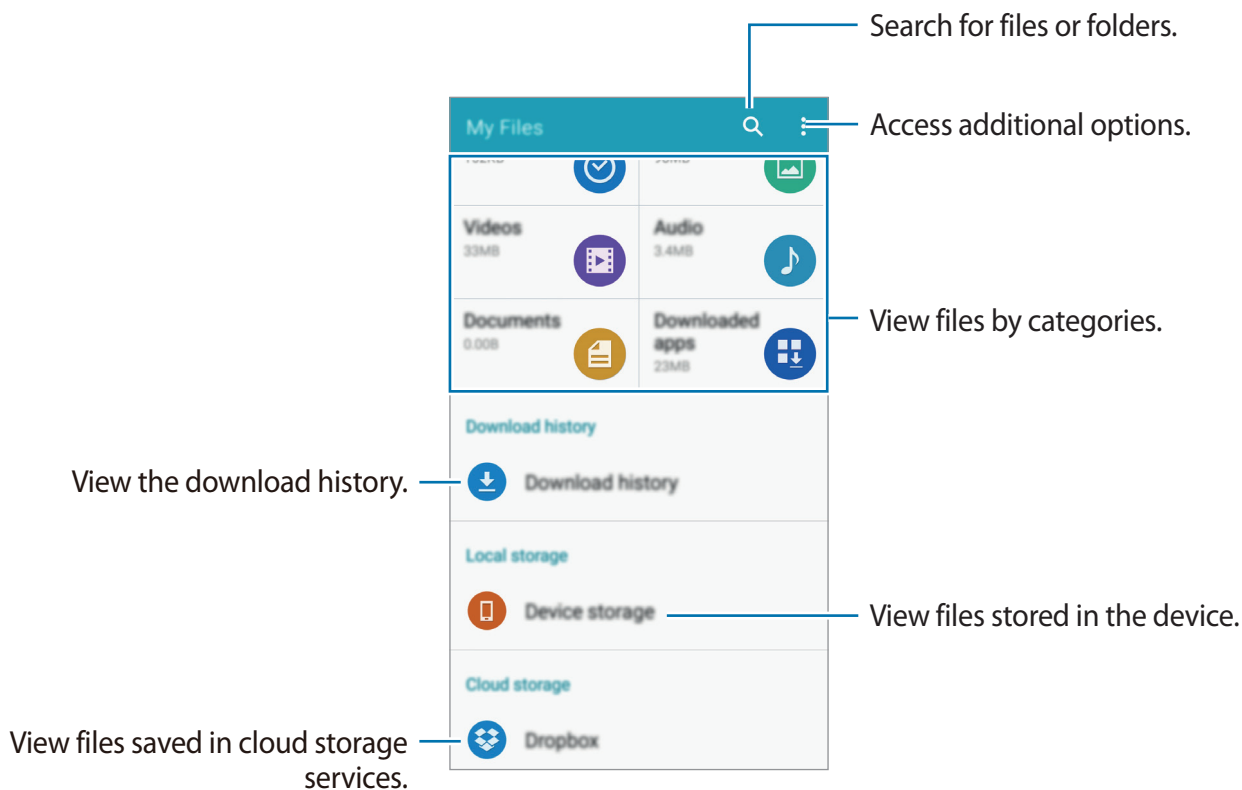 Search for files or folders.
My Files
Access additional options.
Videos
33MB
Audio
3.4MB
Documents
0.00B
Downloaded
apps
23MB
View files by categories.
Download history
View the download history.
Download history
Local storage
Device storage
View files stored in the device.
Cloud storage
View files saved in cloud storage
services.
Dropbox